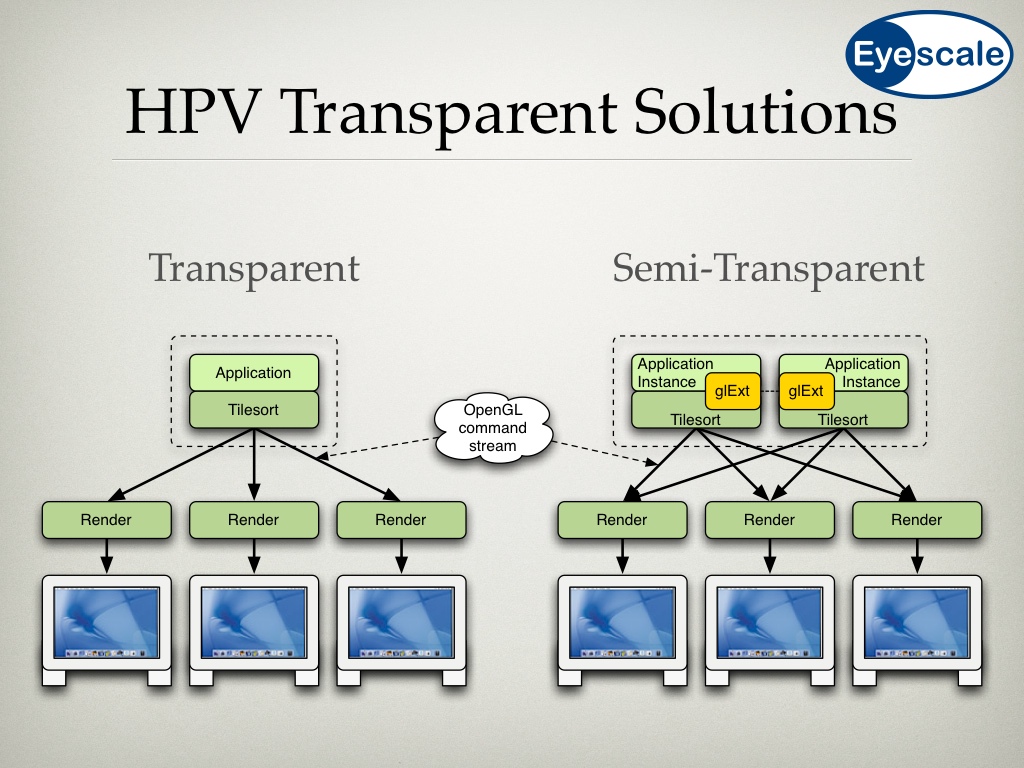 Eyescale
HPV Transparent Solutions
Transparent
Semi-Transparent
Application
Tilesort
OpenGL
command
stream
Application
Instance
glExt
Tilesort
Application
Instance
glExt
Tilesort
Render
Render
Render
Render
Render
Render